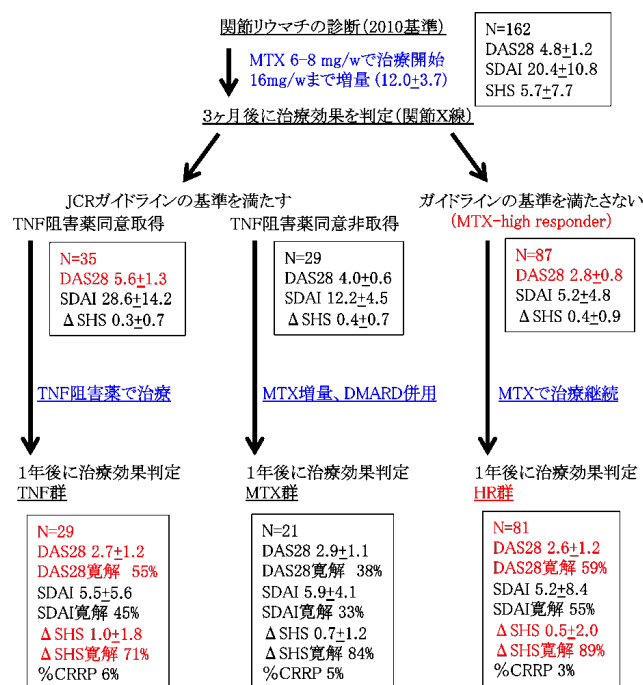 関節リウマチの診断(2010基準)
N=162
DAS28 4.8±1.2
SDAI 20.4±10.8
SHS 5.7±7.7
MTX 6-8 mg/wで治療開始
16mg/wまで増量 (12.0±3.7)
3ヶ月後に治療効果を判定(関節X線)
JCRガイドラインの基準を満たす
TNF阻害薬同意取得
TNF阻害薬同意非取得
ガイドラインの基準を満たさない
(MTX-high responder)
N=35
DAS28 5.6±1.3
SDAI 28.6±14.2
ΔSHS 0.3±0.7
N=29
DAS28 4.0±0.6
SDAI 12.2±4.5
ΔSHS 0.4±0.7
N=87
DAS28 2.8±0.8
SDAI 5.2±4.8
ΔSHS 0.4±0.9
TNF阻害薬で治療
MTX増量、DMARD併用
MTXで治療継続
1年後に治療効果判定
TNF群
1年後に治療効果判定
MTX群
1年後に治療効果判定
HR群
N=29
DAS28 2.7±1.2
DAS28寛解 55%
SDAI 5.5±5.6
SDAI寛解 45%
ΔSHS 1.0±1.8
ΔSHS寛解 71%
%CRRP 6%
N=21
DAS28 2.9±1.1
DAS28寛解 38%
SDAI 5.9±4.1
SDAI寛解 33%
ΔSHS 0.7±1.2
ΔSHS寛解 84%
%CRRP 5%
N=81
DAS28 2.6±1.2
DAS28寛解 59%
SDAI 5.2±8.4
SDAI寛解 55%
ΔSHS 0.5±2.0
ΔSHS寛解 89%
%CRRP 3%